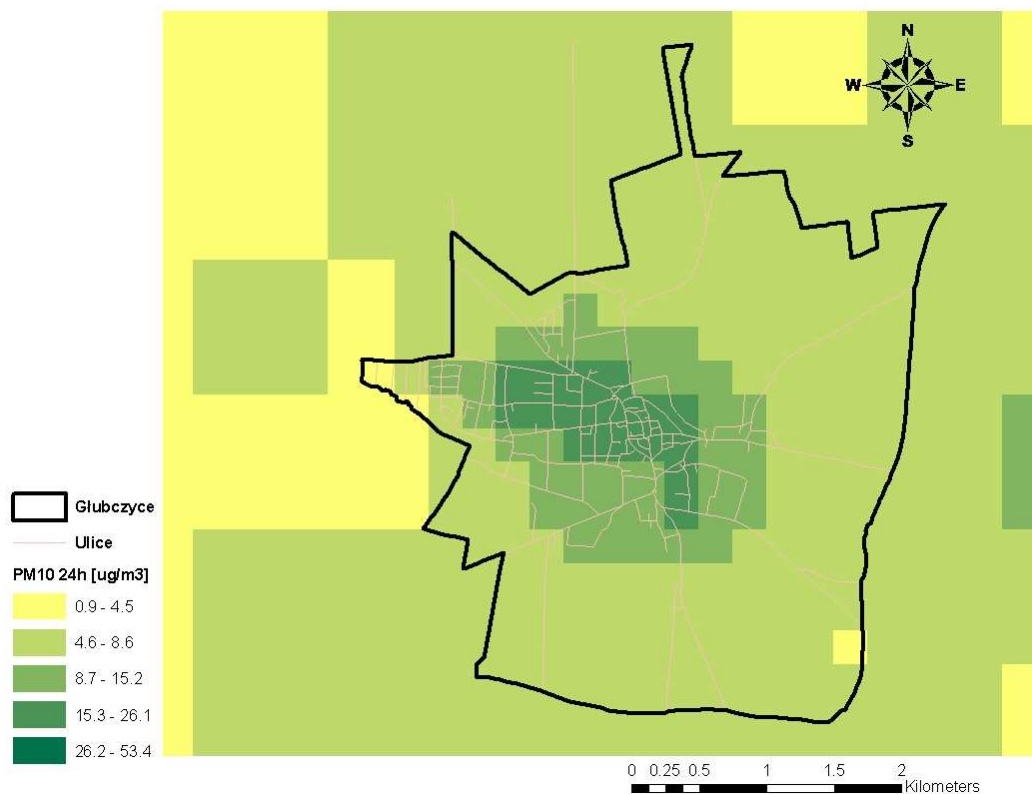 N
W E
S
Głubczyce
Ulice
PM10 24h [ug/m3]
0.9 - 4.5
4.6 - 8.6
8.7 - 15.2
15.3 - 26.1
26.2 - 53.4
0 0.25 0.5 1 1.5 2
Kilometers